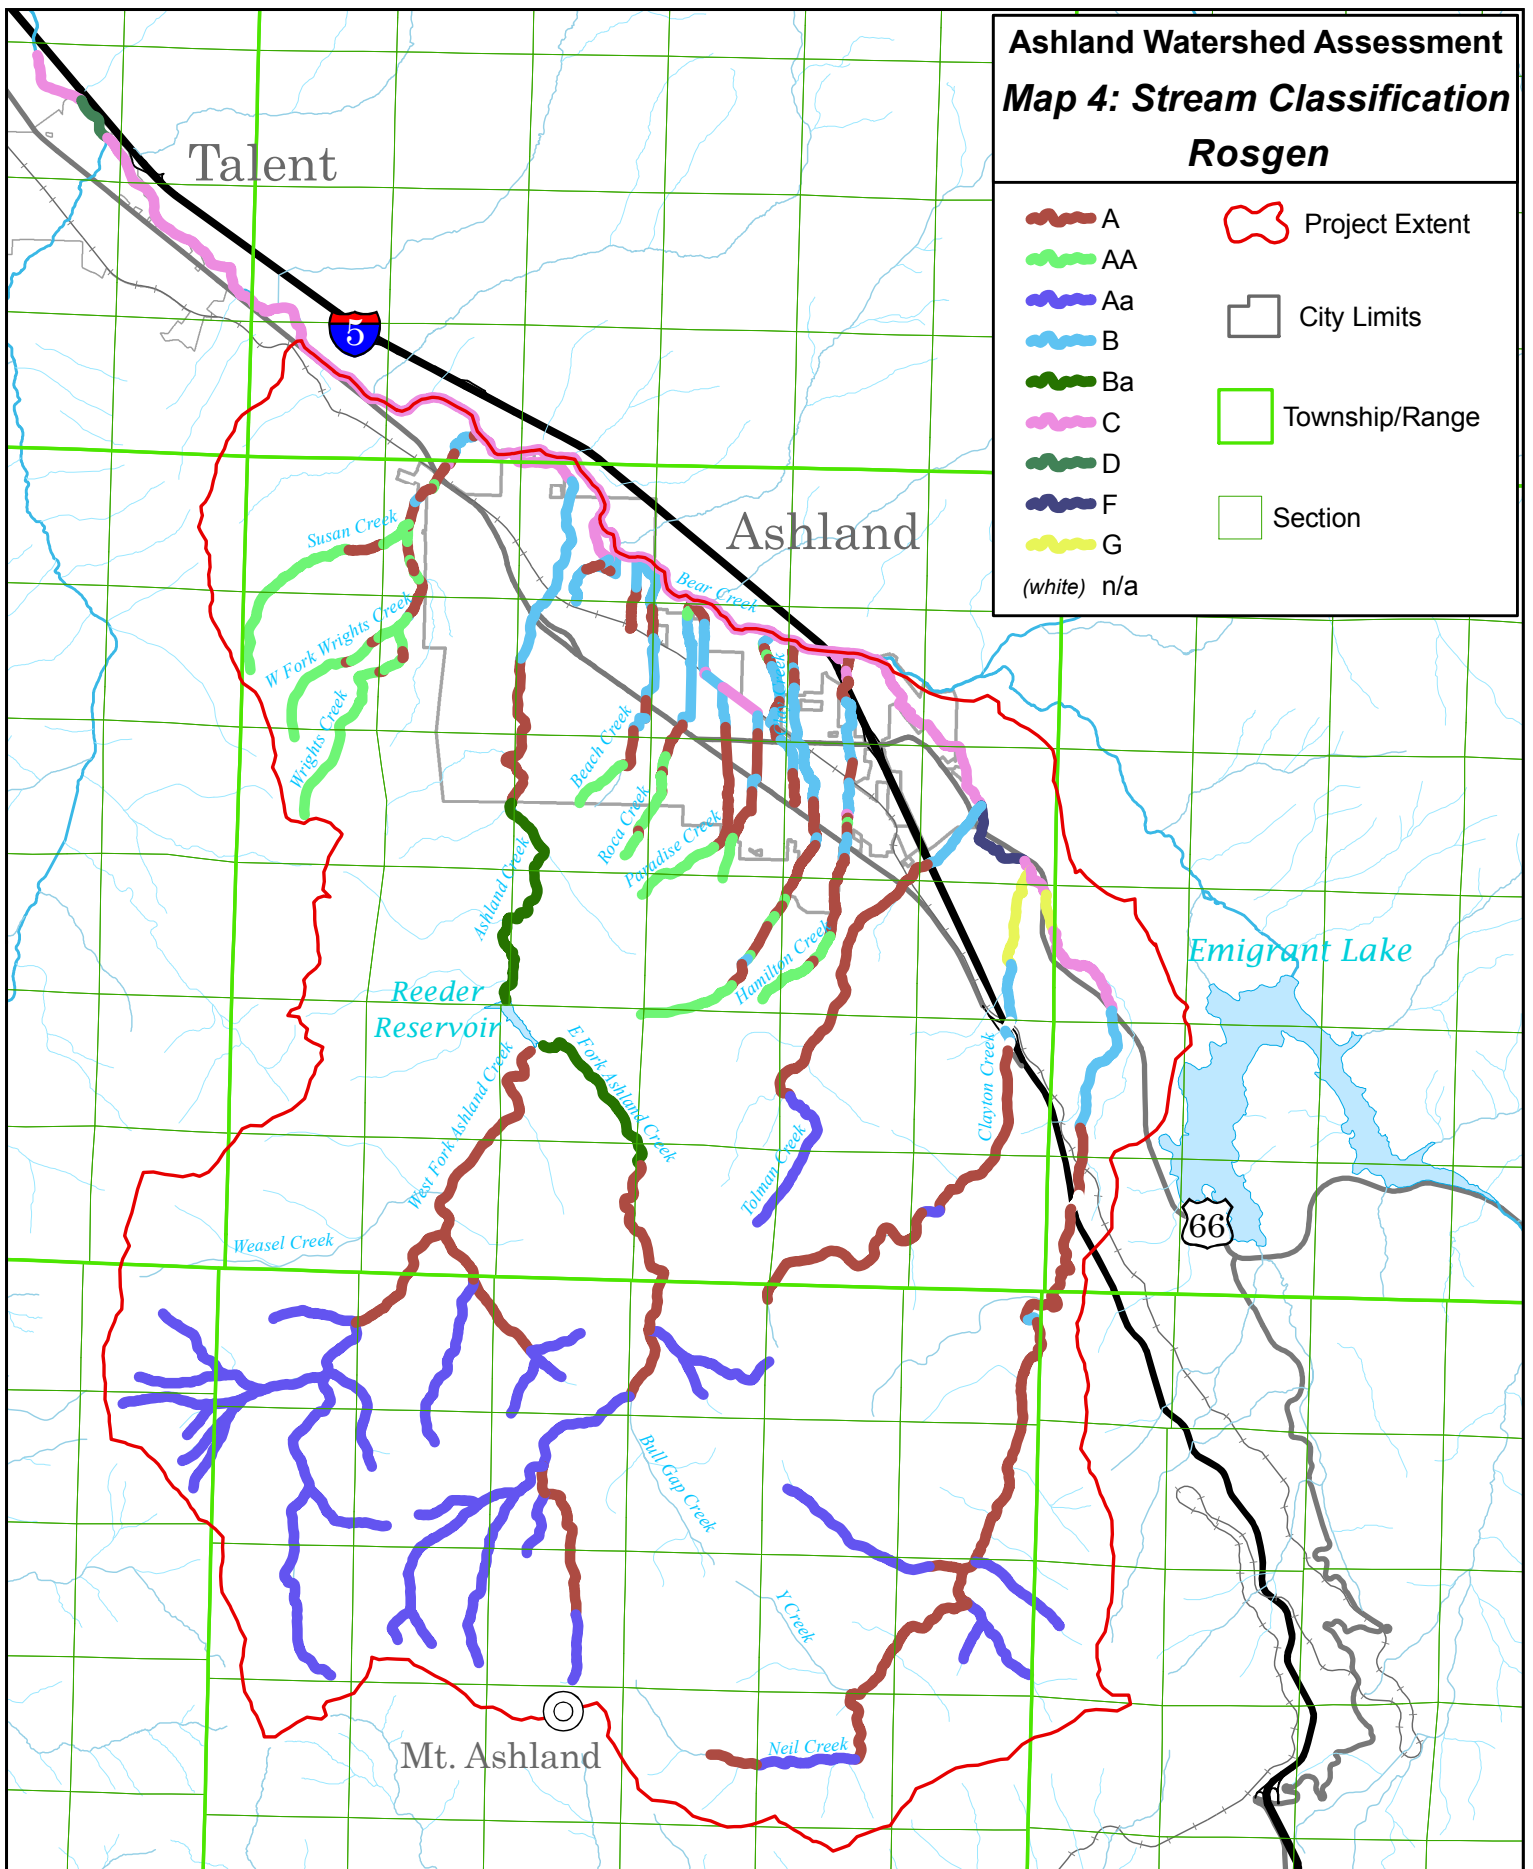 Ashland Watershed Assessment
Map 4: Stream Classification
Rosgen
A
AA
Aa
B
Ba
C
D
F
G
(white) n/a
Project Extent
City Limits
Township/Range
Section
Talent
5
Ashland
Bear Creek
Susan Creek
W Fork Wrights Creek
Wrights Creek
Beach Creek
Roca Creek
Paradise Creek
Creek
Ashland Creek
Hamilton Creek
Emigrant Lake
Reeder
Reservoir
E Fork Ashland Creek
West Fork Ashland Creek
Clayton Creek
Tolman Creek
66
Weasel Creek
Bull Gap Creek
Y Creek
Neil Creek
Mt. Ashland